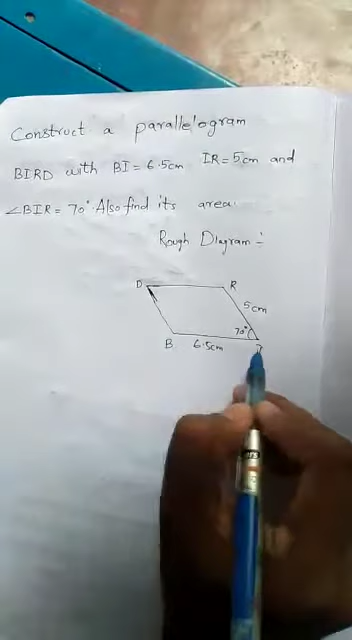 Construct a parallelogram
BIRD with BI = 6.5cm IR = 5cm and
∠BIR = 70°. Also find its area.
Rough Diagram ÷
D R
5cm
70°
B 6.5cm I